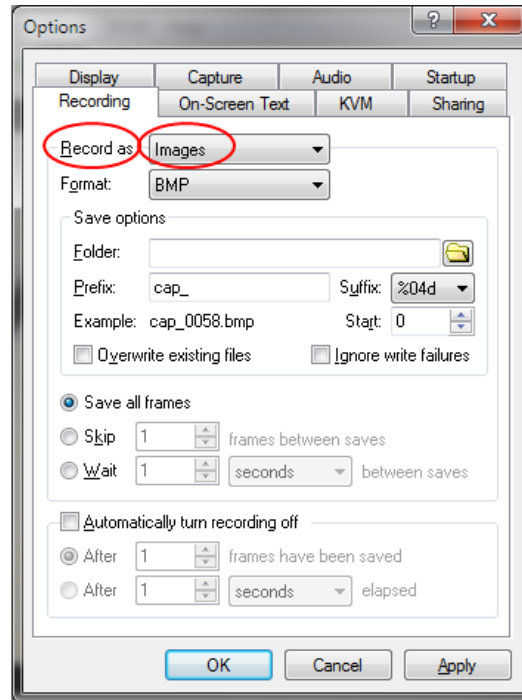 Options
Display Capture Audio Startup
Recording On-Screen Text KVM Sharing
Record as: Images
Format: BMP
Save options
Folder:
Prefix: cap_ Suffix: %04d
Example: cap_0058.bmp Start: 0
Overwrite existing files Ignore write failures
Save all frames
Skip 1 frames between saves
Wait 1 seconds between saves
Automatically turn recording off
After 1 frames have been saved
After 1 seconds elapsed
OK Cancel Apply